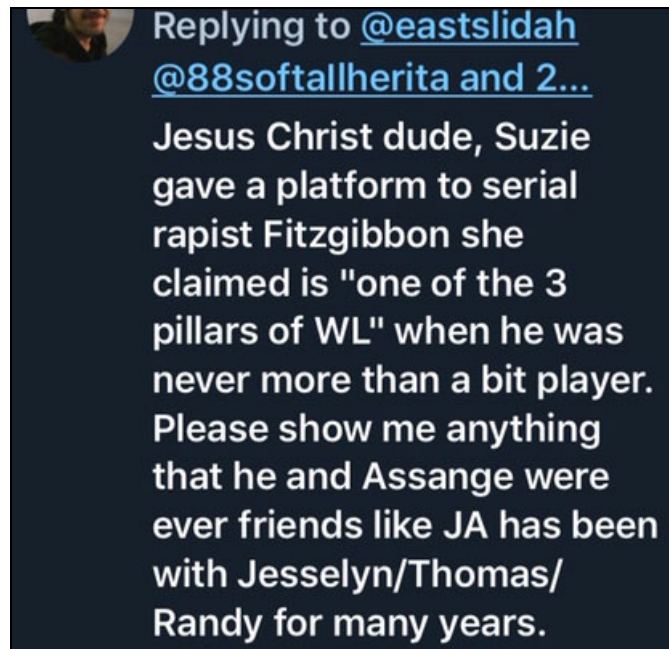 Replying to @eastslidah
@88softallherita and 2...
Jesus Christ dude, Suzie
gave a platform to serial
rapist Fitzgibbon she
claimed is "one of the 3
pillars of WL" when he was
never more than a bit player.
Please show me anything
that he and Assange were
ever friends like JA has been
with Jesselyn/Thomas/
Randy for many years.